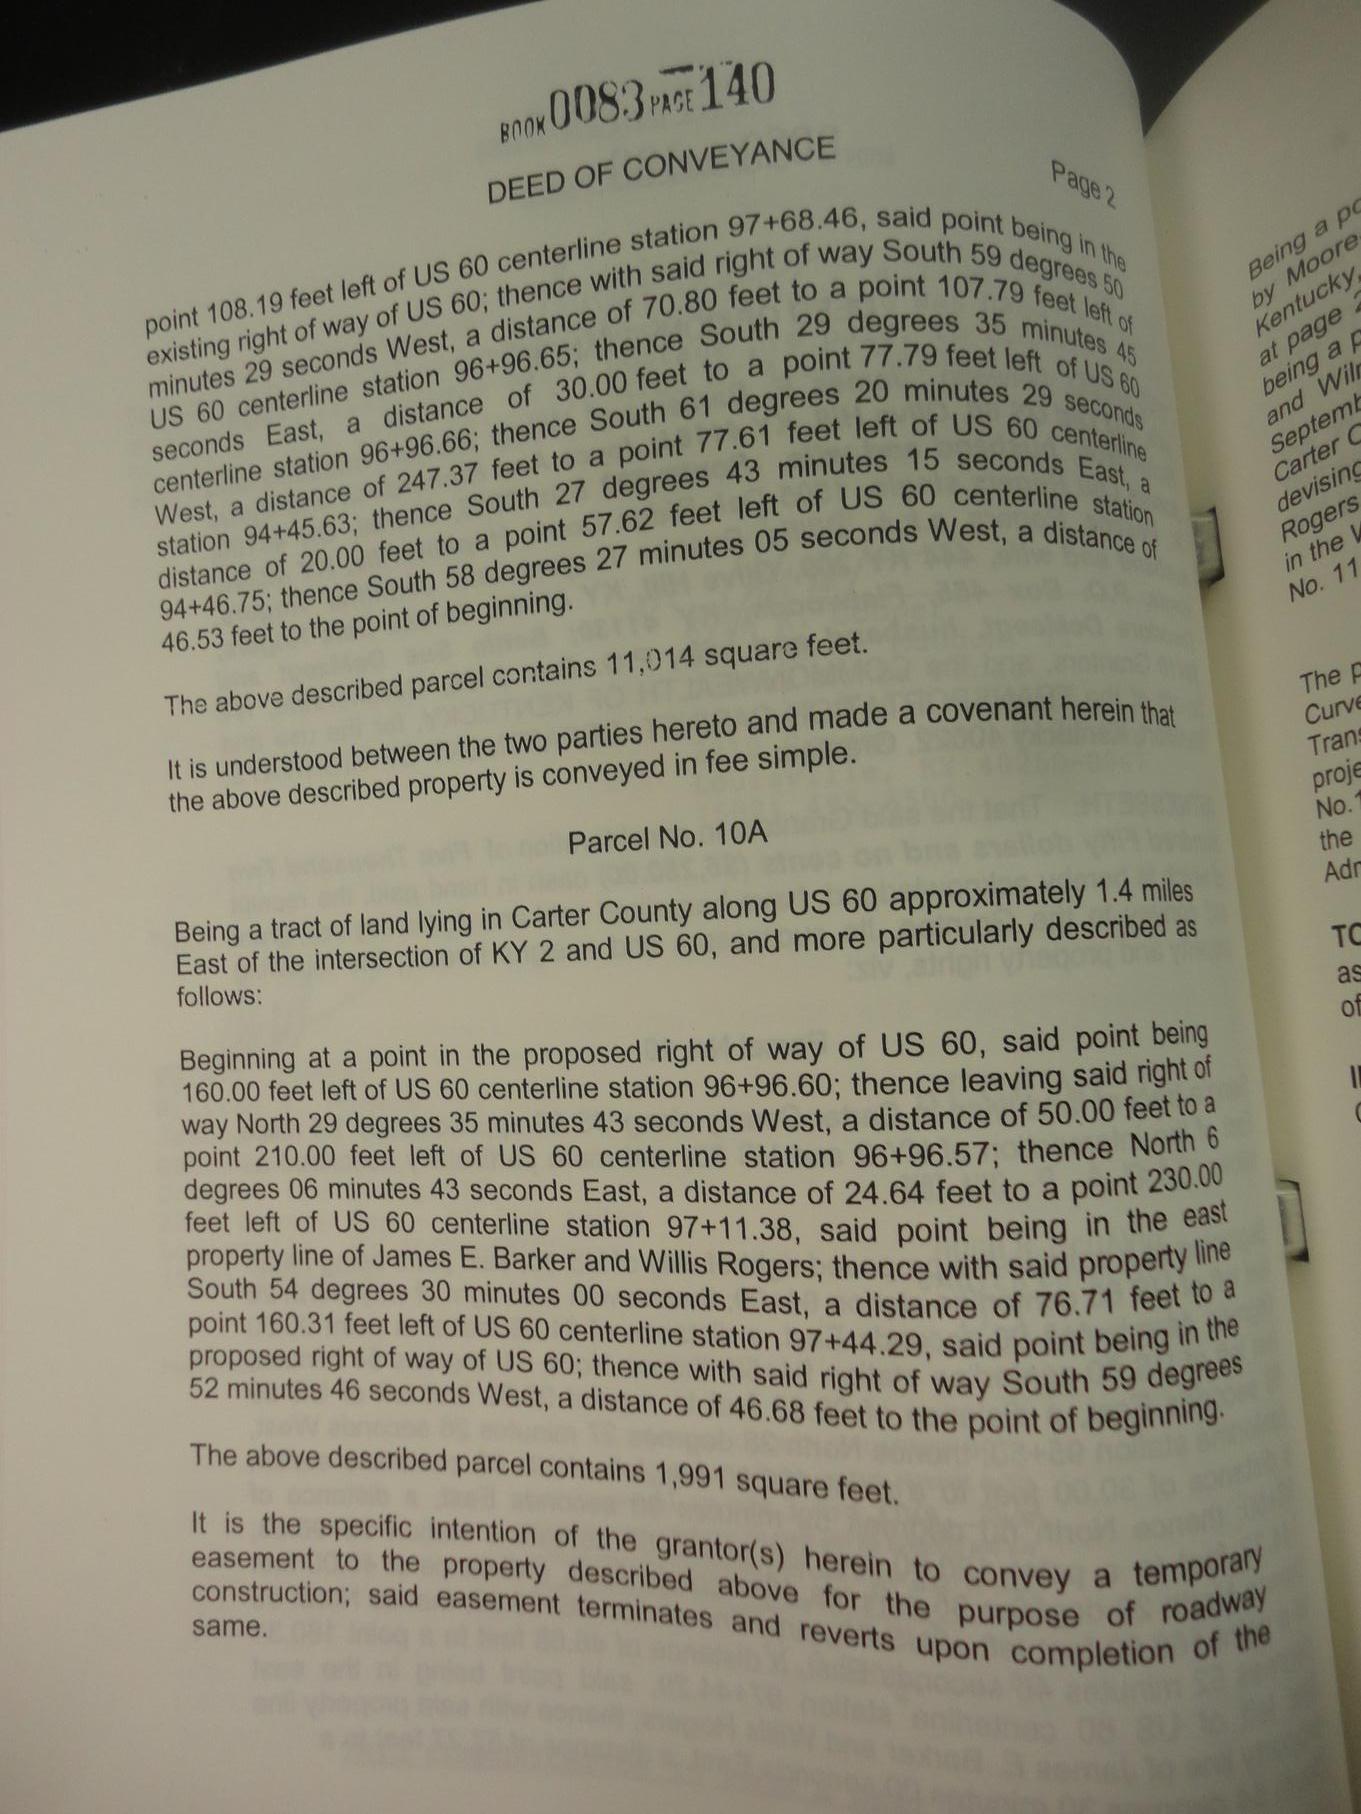 BOOK 0083 PAGE 140
DEED OF CONVEYANCE
Page 2
point 108.19 feet left of US 60 centerline station 97+68.46, said point being in the
existing right of way of US 60; thence with said right of way South 59 degrees 50
minutes 29 seconds West, a distance of 70.80 feet to a point 107.79 feet left of
US 60 centerline station 96+96.65; thence South 29 degrees 35 minutes 45
seconds East, a distance of 30.00 feet to a point 77.79 feet left of US 60
centerline station 96+96.66; thence South 61 degrees 20 minutes 29 seconds
West, a distance of 247.37 feet to a point 77.61 feet left of US 60 centerline
station 94+45.63; thence South 27 degrees 43 minutes 15 seconds East, a
distance of 20.00 feet to a point 57.62 feet left of US 60 centerline station
94+46.75; thence South 58 degrees 27 minutes 05 seconds West, a distance of
46.53 feet to the point of beginning.
The above described parcel contains 11,014 square feet.
It is understood between the two parties hereto and made a covenant herein that
the above described property is conveyed in fee simple.
Parcel No. 10A
Being a tract of land lying in Carter County along US 60 approximately 1.4 miles
East of the intersection of KY 2 and US 60, and more particularly described as
follows:
Beginning at a point in the proposed right of way of US 60, said point being
160.00 feet left of US 60 centerline station 96+96.60; thence leaving said right of
way North 29 degrees 35 minutes 43 seconds West, a distance of 50.00 feet to a
point 210.00 feet left of US 60 centerline station 96+96.57; thence North 6
degrees 06 minutes 43 seconds East, a distance of 24.64 feet to a point 230.00
feet left of US 60 centerline station 97+11.38, said point being in the east
property line of James E. Barker and Willis Rogers; thence with said property line
South 54 degrees 30 minutes 00 seconds East, a distance of 76.71 feet to a
point 160.31 feet left of US 60 centerline station 97+44.29, said point being in the
proposed right of way of US 60; thence with said right of way South 59 degrees
52 minutes 46 seconds West, a distance of 46.68 feet to the point of beginning.
The above described parcel contains 1,991 square feet.
It is the specific intention of the grantor(s) herein to convey a temporary
easement to the property described above for the purpose of roadway
construction; said easement terminates and reverts upon completion of the
same.
Being a
by Moore
Kentucky,
at page
being a
and
Carter
devising
Rogers
in the
No. 11
The
Curve
No.
the
as
of